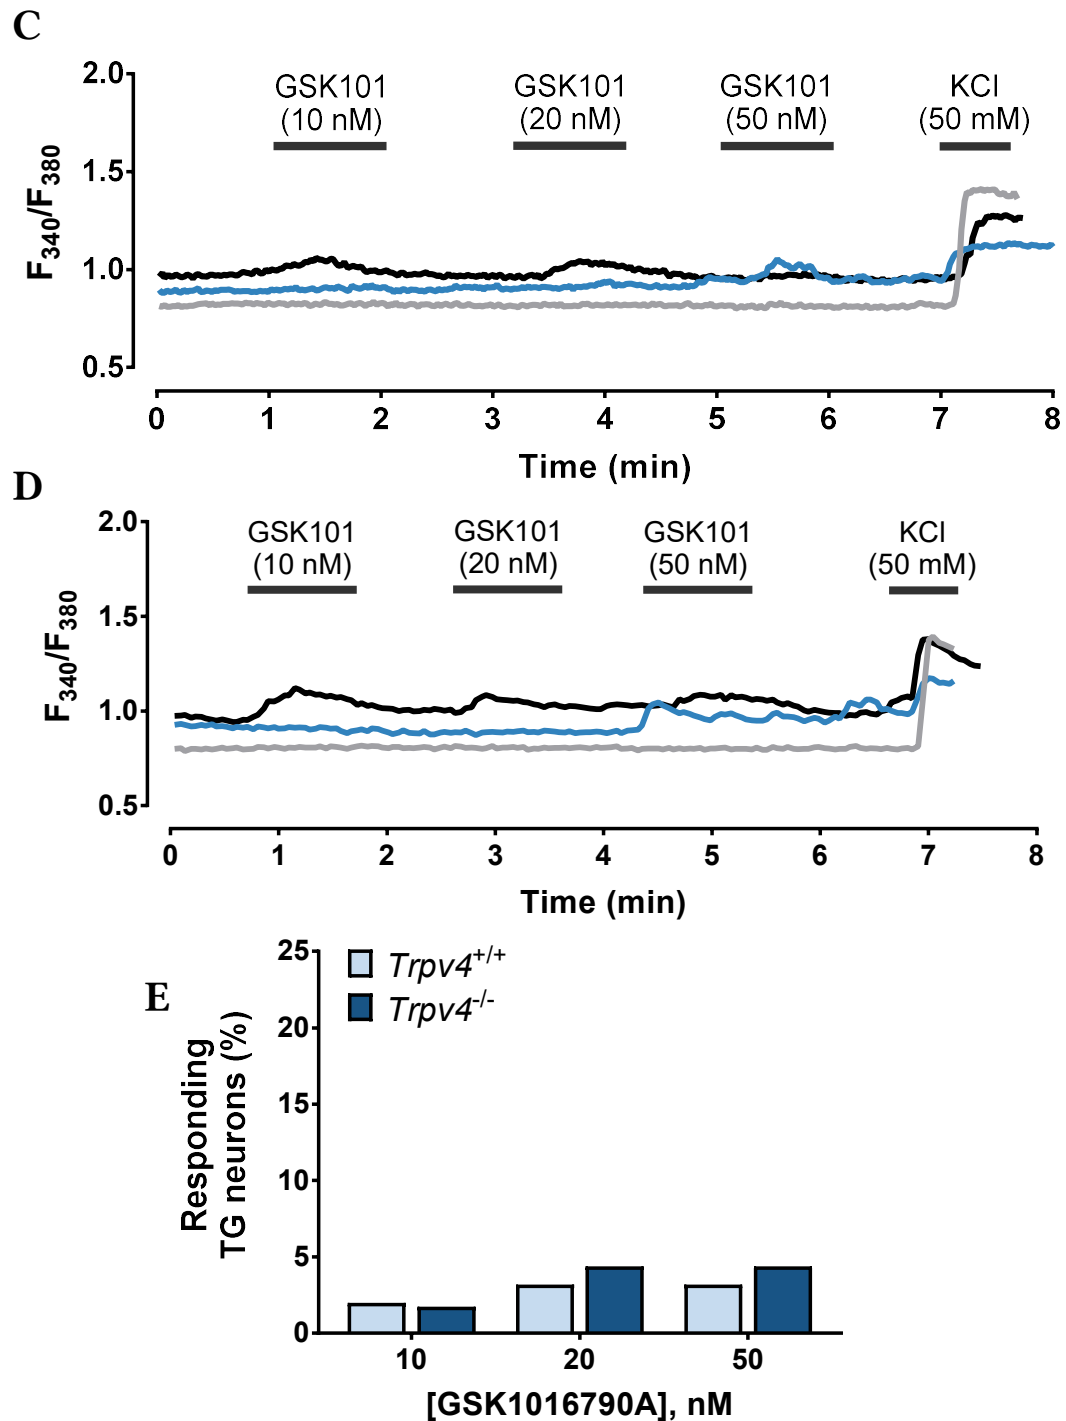 C
2.0
1.5
1.0
0.5
F340/F380
GSK101
(10 nM)
GSK101
(20 nM)
GSK101
(50 nM)
KCl
(50 mM)
0 1 2 3 4 5 6 7 8
Time (min)
D
2.0
1.5
1.0
0.5
F340/F380
GSK101
(10 nM)
GSK101
(20 nM)
GSK101
(50 nM)
KCl
(50 mM)
0 1 2 3 4 5 6 7 8
Time (min)
E
25
20
15
10
5
0
Responding
TG neurons (%)
Trpv4+/+
Trpv4-/-
10 20 50
[GSK1016790A], nM